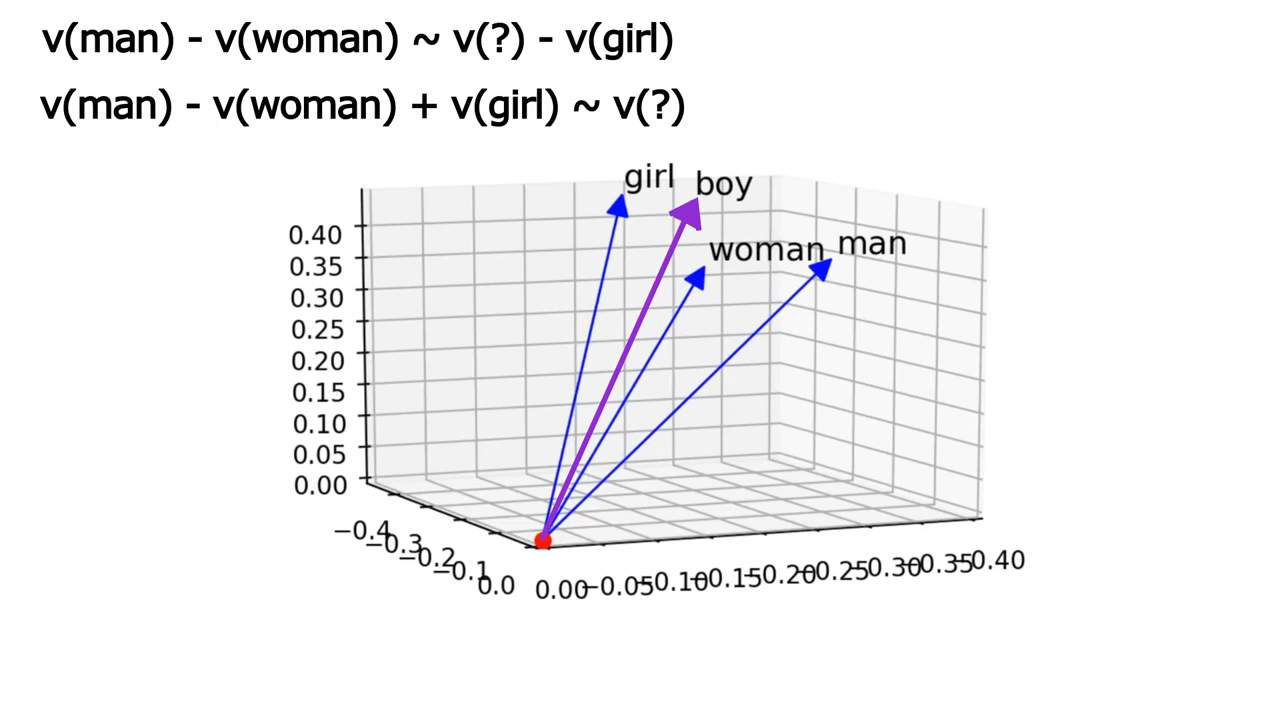 v(man) - v(woman) ~ v(?) - v(girl)
v(man) - v(woman) + v(girl) ~ v(?)
girl boy
woman man
0.40
0.35
0.30
0.25
0.20
0.15
0.10
0.05
0.00
−0.4
−0.3
−0.2
−0.1
0.0
0.00 −0.05 −0.10 −0.15 −0.20 −0.25 −0.30 −0.35 −0.40